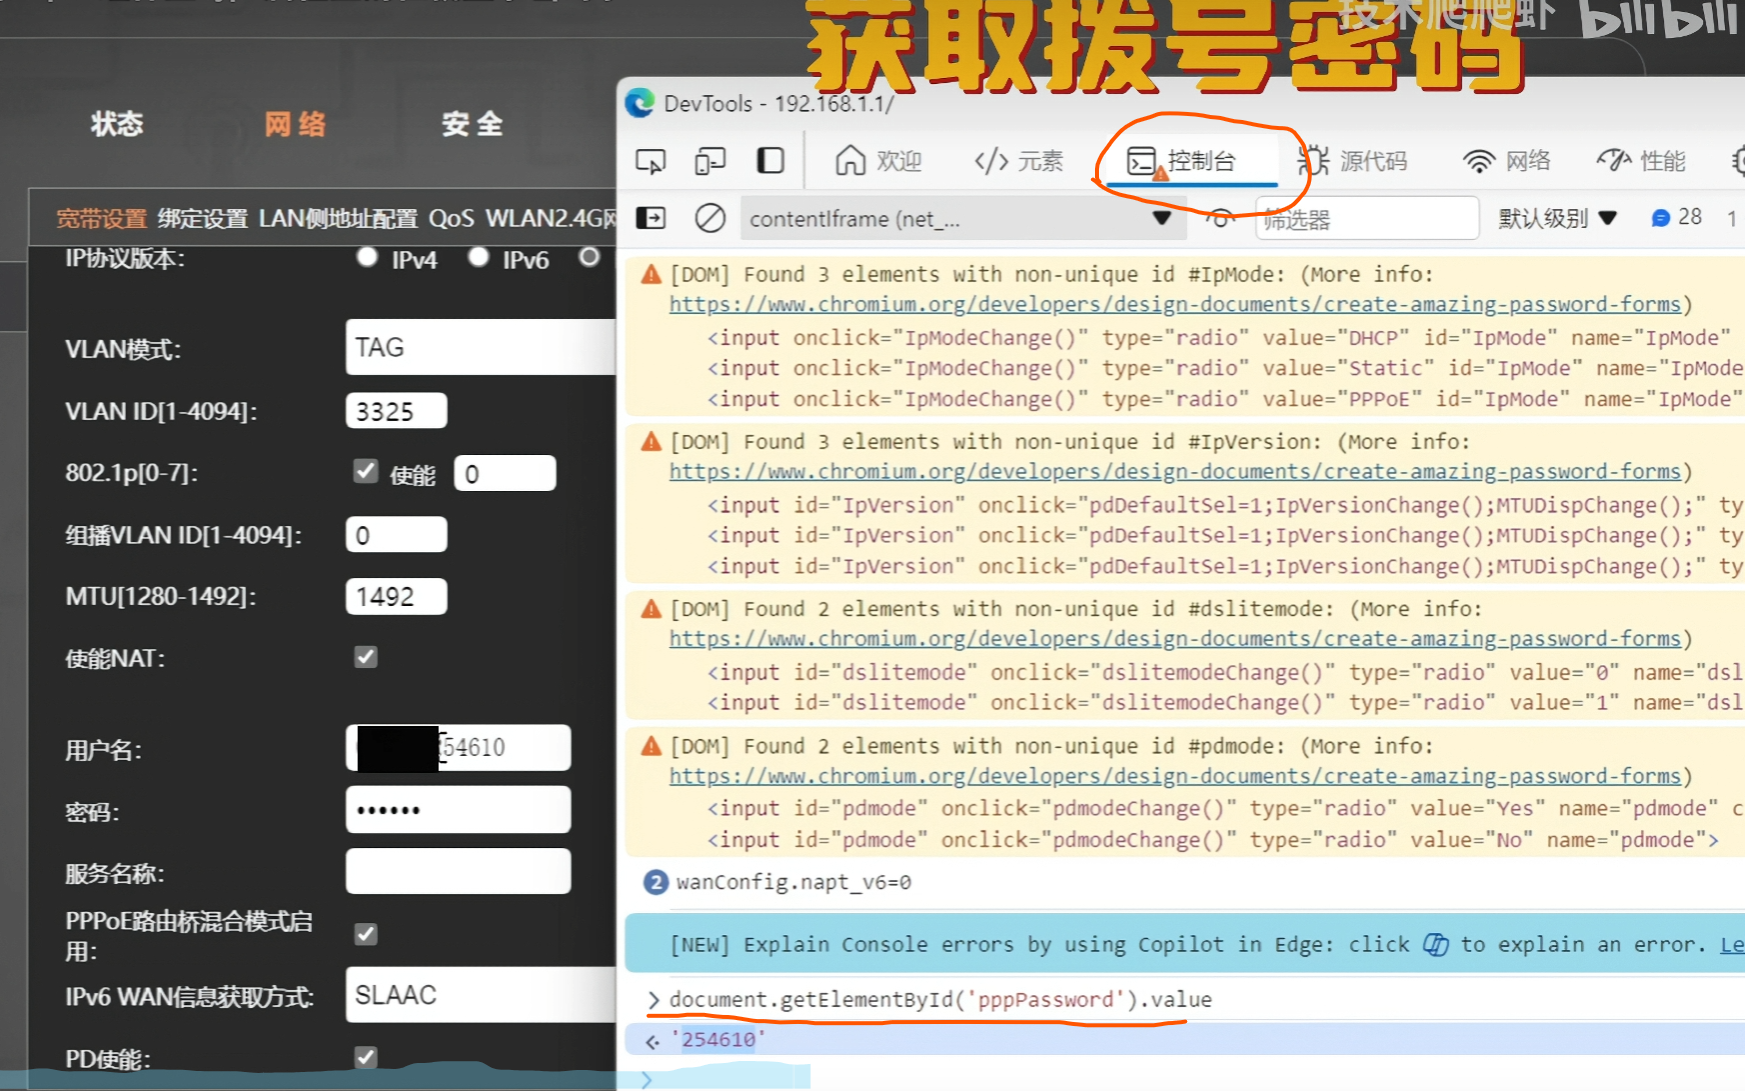 技术爬爬虾 bilibili
获取拨号密码
状态 网络 安全
宽带设置 绑定设置 LAN侧地址配置 QoS WLAN2.4G网
IP协议版本: IPv4 IPv6
VLAN模式: TAG
VLAN ID[1-4094]: 3325
802.1p[0-7]: 使能 0
组播VLAN ID[1-4094]: 0
MTU[1280-1492]: 1492
使能NAT:
用户名: 54610
密码: ••••••
服务名称:
PPPoE路由桥混合模式启
用:
IPv6 WAN信息获取方式: SLAAC
PD使能:
DevTools - 192.168.1.1/
欢迎 </> 元素 控制台 源代码 网络 性能
contentIframe (net_... 筛选器 默认级别 28 1
[DOM] Found 3 elements with non-unique id #IpMode: (More info:
https://www.chromium.org/developers/design-documents/create-amazing-password-forms)
<input onclick="IpModeChange()" type="radio" value="DHCP" id="IpMode" name="IpMode"
<input onclick="IpModeChange()" type="radio" value="Static" id="IpMode" name="IpMode
<input onclick="IpModeChange()" type="radio" value="PPPoE" id="IpMode" name="IpMode"
[DOM] Found 3 elements with non-unique id #IpVersion: (More info:
https://www.chromium.org/developers/design-documents/create-amazing-password-forms)
<input id="IpVersion" onclick="pdDefaultSel=1;IpVersionChange();MTUDispChange();" ty
<input id="IpVersion" onclick="pdDefaultSel=1;IpVersionChange();MTUDispChange();" ty
<input id="IpVersion" onclick="pdDefaultSel=1;IpVersionChange();MTUDispChange();" ty
[DOM] Found 2 elements with non-unique id #dslitemode: (More info:
https://www.chromium.org/developers/design-documents/create-amazing-password-forms)
<input id="dslitemode" onclick="dslitemodeChange()" type="radio" value="0" name="dsl
<input id="dslitemode" onclick="dslitemodeChange()" type="radio" value="1" name="dsl
[DOM] Found 2 elements with non-unique id #pdmode: (More info:
https://www.chromium.org/developers/design-documents/create-amazing-password-forms)
<input id="pdmode" onclick="pdmodeChange()" type="radio" value="Yes" name="pdmode" c
<input id="pdmode" onclick="pdmodeChange()" type="radio" value="No" name="pdmode">
2 wanConfig.napt_v6=0
[NEW] Explain Console errors by using Copilot in Edge: click to explain an error. Le
> document.getElementById('pppPassword').value
'254610'